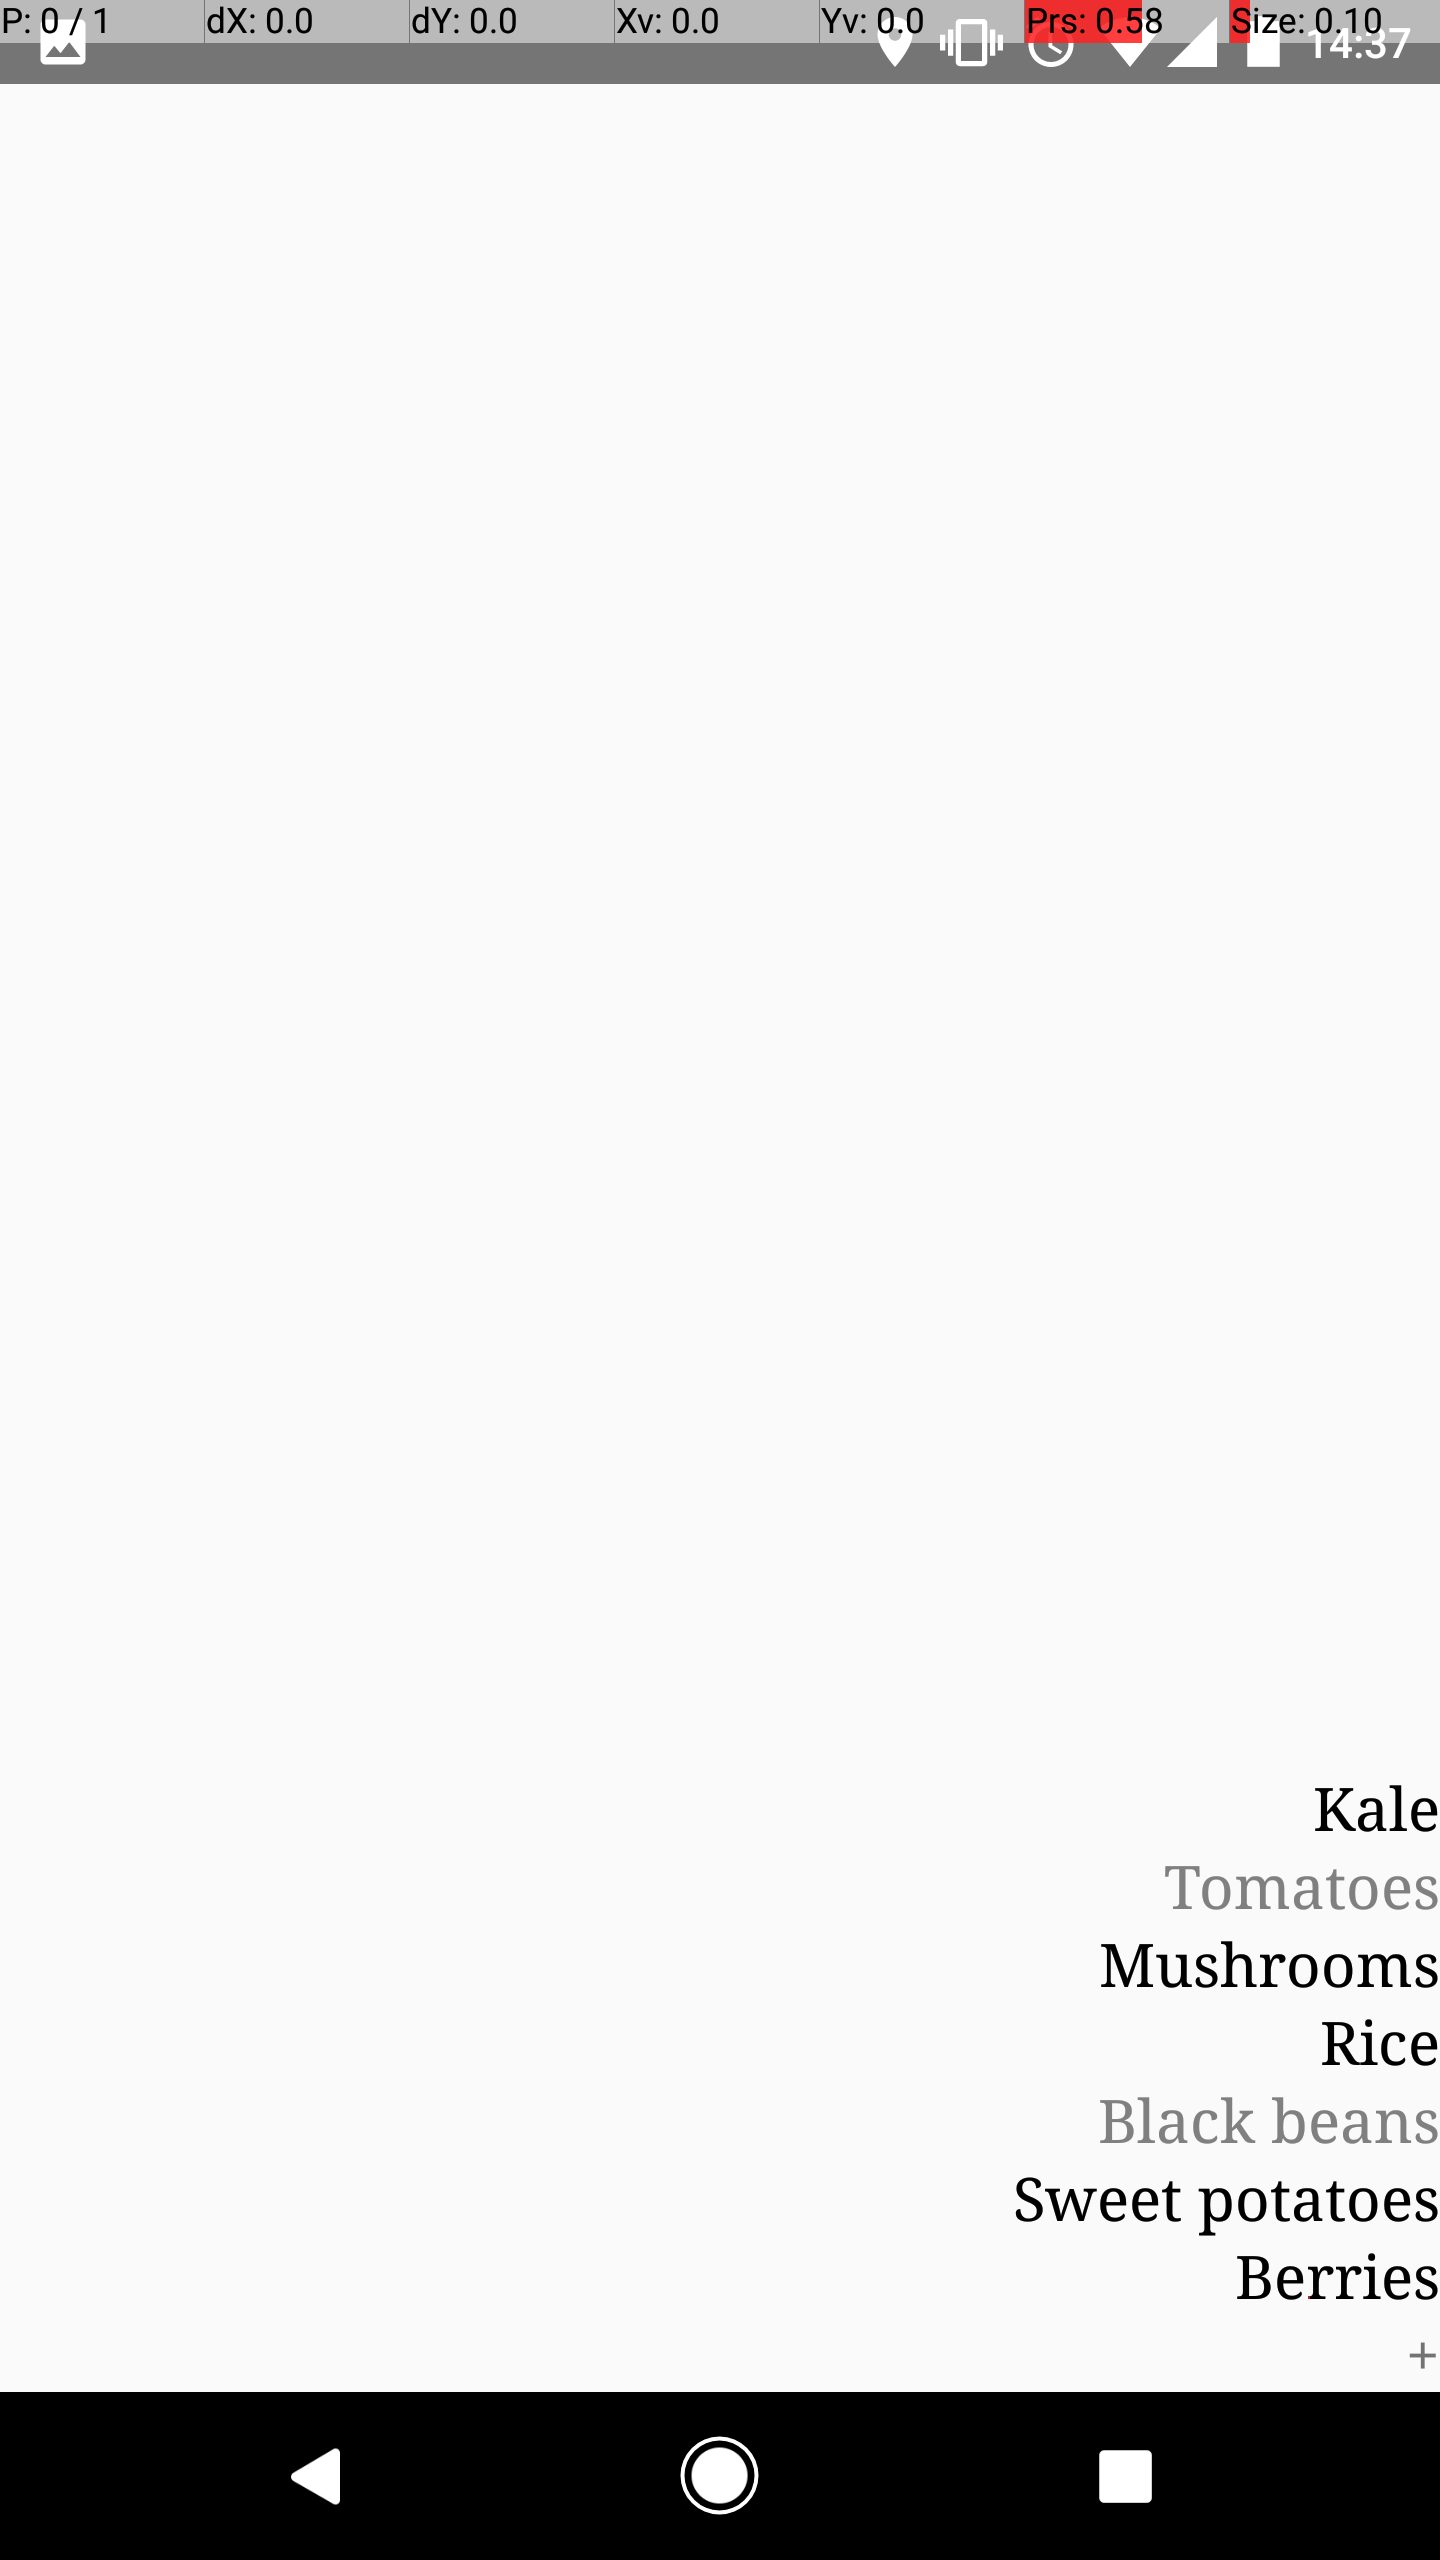 P: 0 / 1 dX: 0.0 dY: 0.0 Xv: 0.0 Yv: 0.0 Prs: 0.58 Size: 0.10
14:37
Kale
Tomatoes
Mushrooms
Rice
Black beans
Sweet potatoes
Berries
+